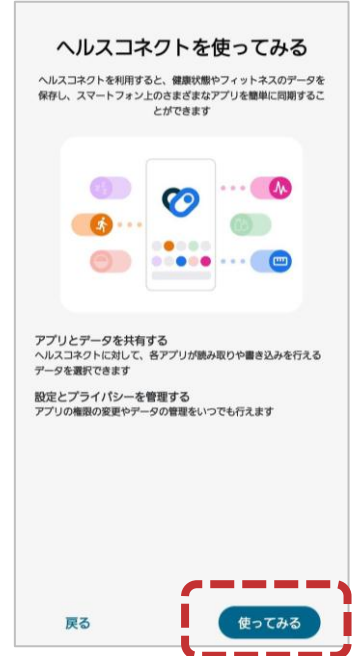 ヘルスコネクトを使ってみる
ヘルスコネクトを利用すると、健康状態やフィットネスのデータを
保存し、スマートフォン上のさまざまなアプリを簡単に同期するこ
とができます
アプリとデータを共有する
ヘルスコネクトに対して、各アプリが読み取りや書き込みを行える
データを選択できます
設定とプライバシーを管理する
アプリの権限の変更やデータの管理をいつでも行えます
戻る
使ってみる